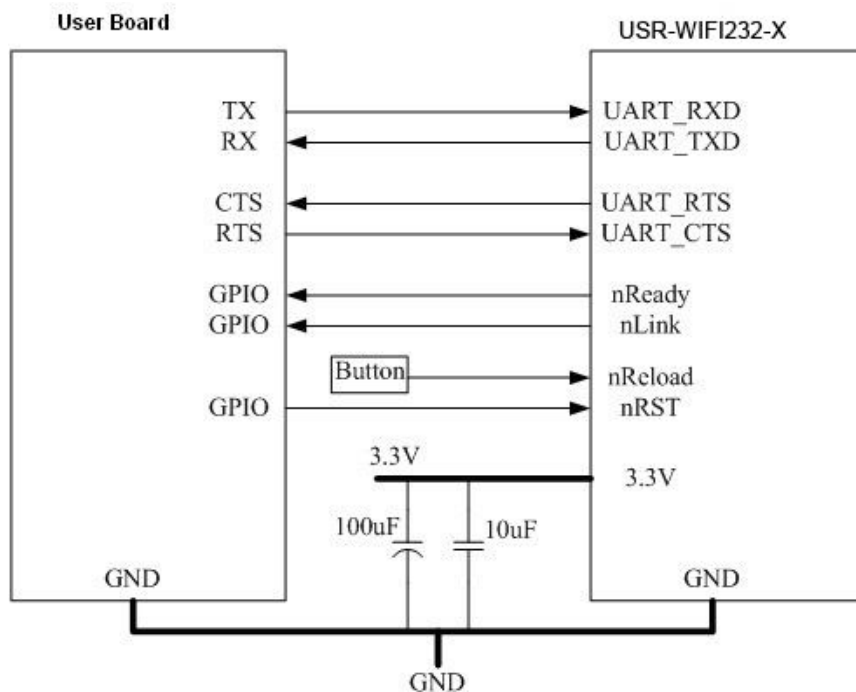 User Board
USR-WIFI232-X
TX
UART_RXD
RX
UART_TXD
CTS
UART_RTS
RTS
UART_CTS
GPIO
nReady
GPIO
nLink
Button
nReload
GPIO
nRST
3.3V
3.3V
100uF
10uF
GND
GND
GND